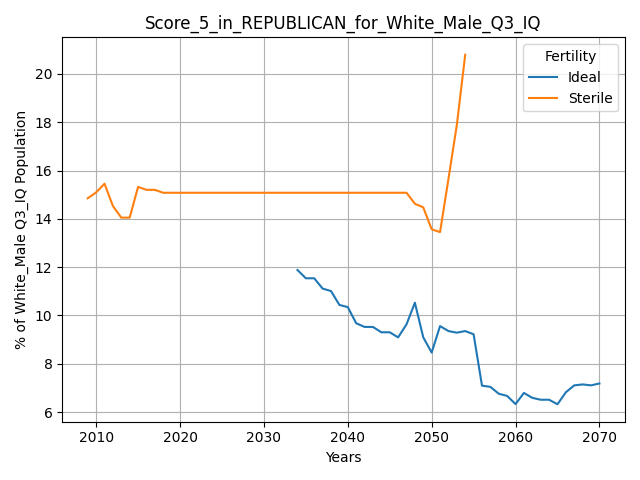 Score_5_in_REPUBLICAN_for_White_Male_Q3_IQ
Fertility
Ideal
Sterile
% of White_Male Q3_IQ Population
20
18
16
14
12
10
8
6
2010 2020 2030 2040 2050 2060 2070
Years